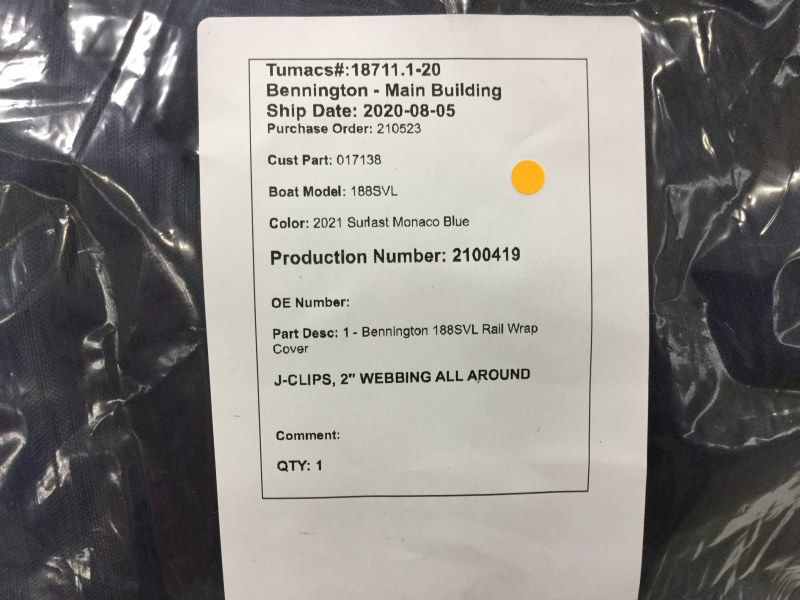 Tumacs#:18711.1-20
Bennington - Main Building
Ship Date: 2020-08-05
Purchase Order: 210523
Cust Part: 017138
Boat Model: 188SVL
Color: 2021 Surlast Monaco Blue
Production Number: 2100419
OE Number:
Part Desc: 1 - Bennington 188SVL Rail Wrap
Cover
J-CLIPS, 2" WEBBING ALL AROUND
Comment:
QTY: 1